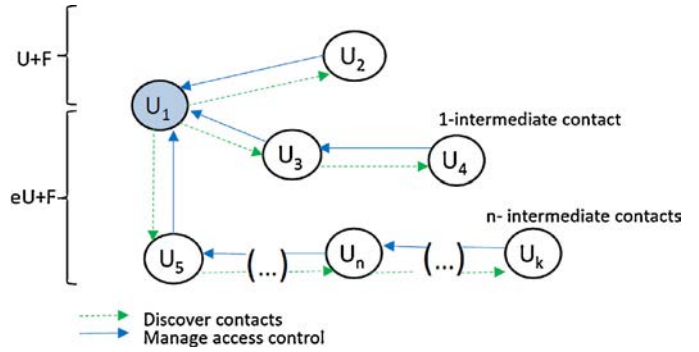 U+F
U2
U1
1-intermediate contact
U3
U4
eU+F
n- intermediate contacts
U5
(...)
Un
(...)
Uk
Discover contacts
Manage access control